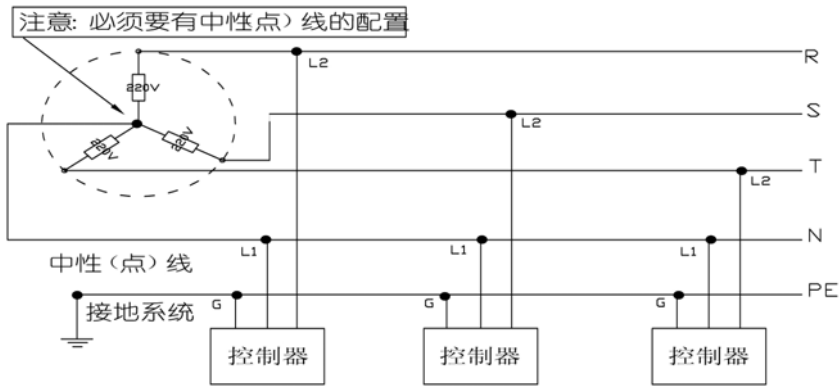 注意: 必须要有中性点）线的配置
L2
R
220V
S
L2
220V
220V
T
L2
N
L1
L1
L1
中性（点）线
PE
G
G
G
接地系统
控制器
控制器
控制器